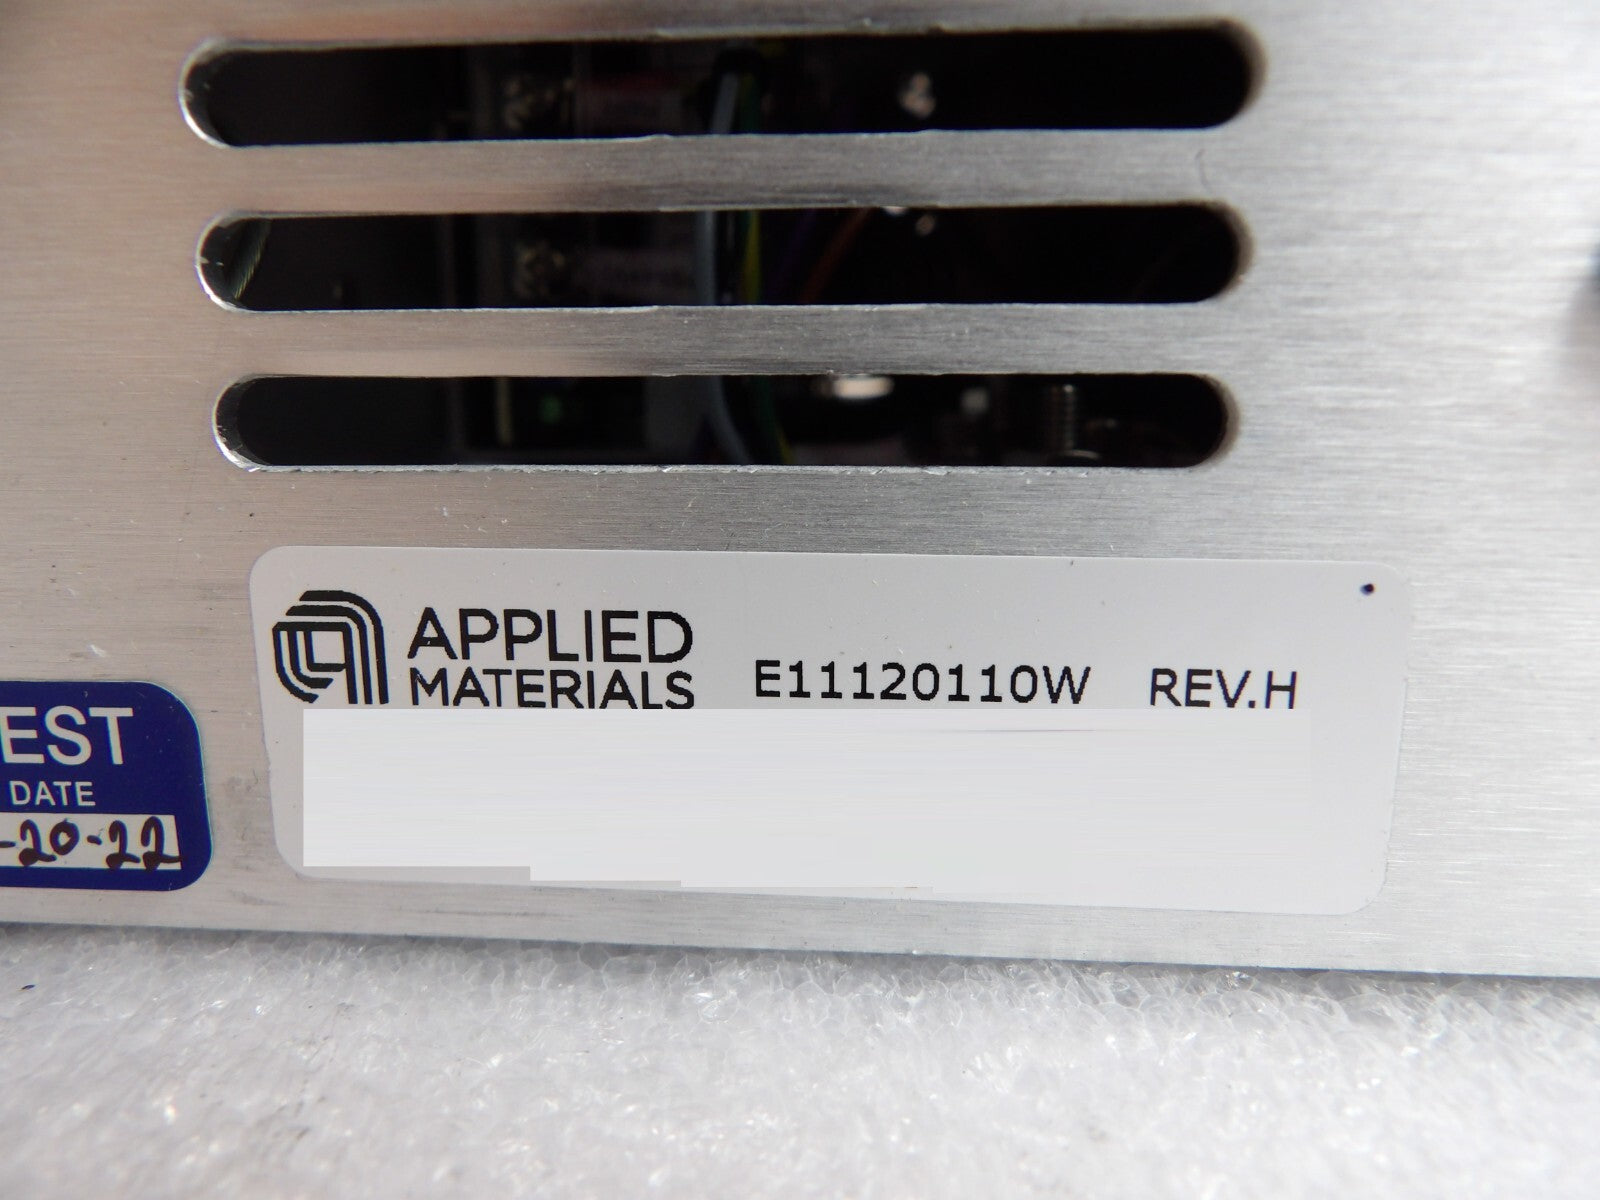 APPLIED
MATERIALS
E11120110W REV.H
EST
DATE
-20-22